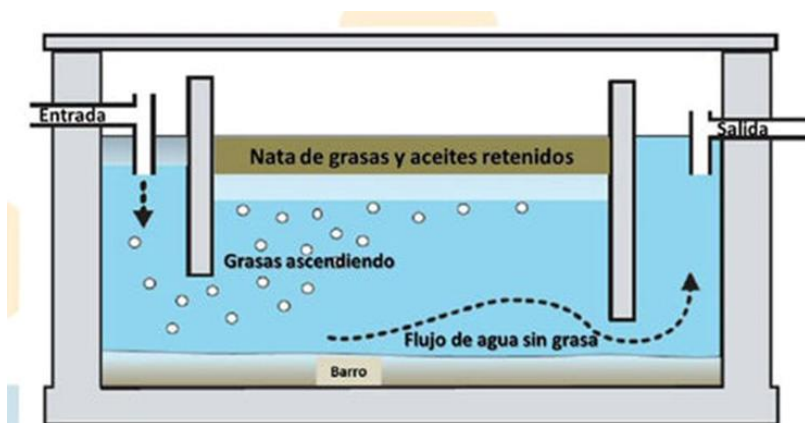 Entrada
Salida
Nata de grasas y aceites retenidos
Grasas ascendiendo
Flujo de agua sin grasa
Barro